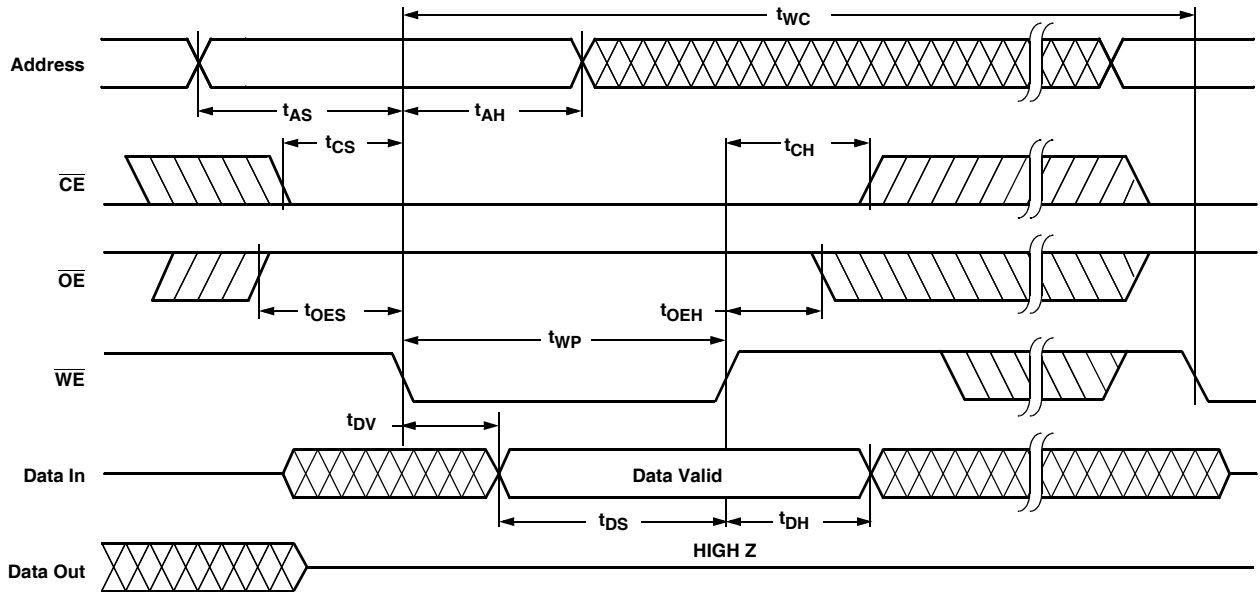 tWC
Address
tAS
tAH
tCS
tCH
CE
OE
tOES
tOEH
tWP
WE
tDV
Data In
Data Valid
tDS
tDH
HIGH Z
Data Out